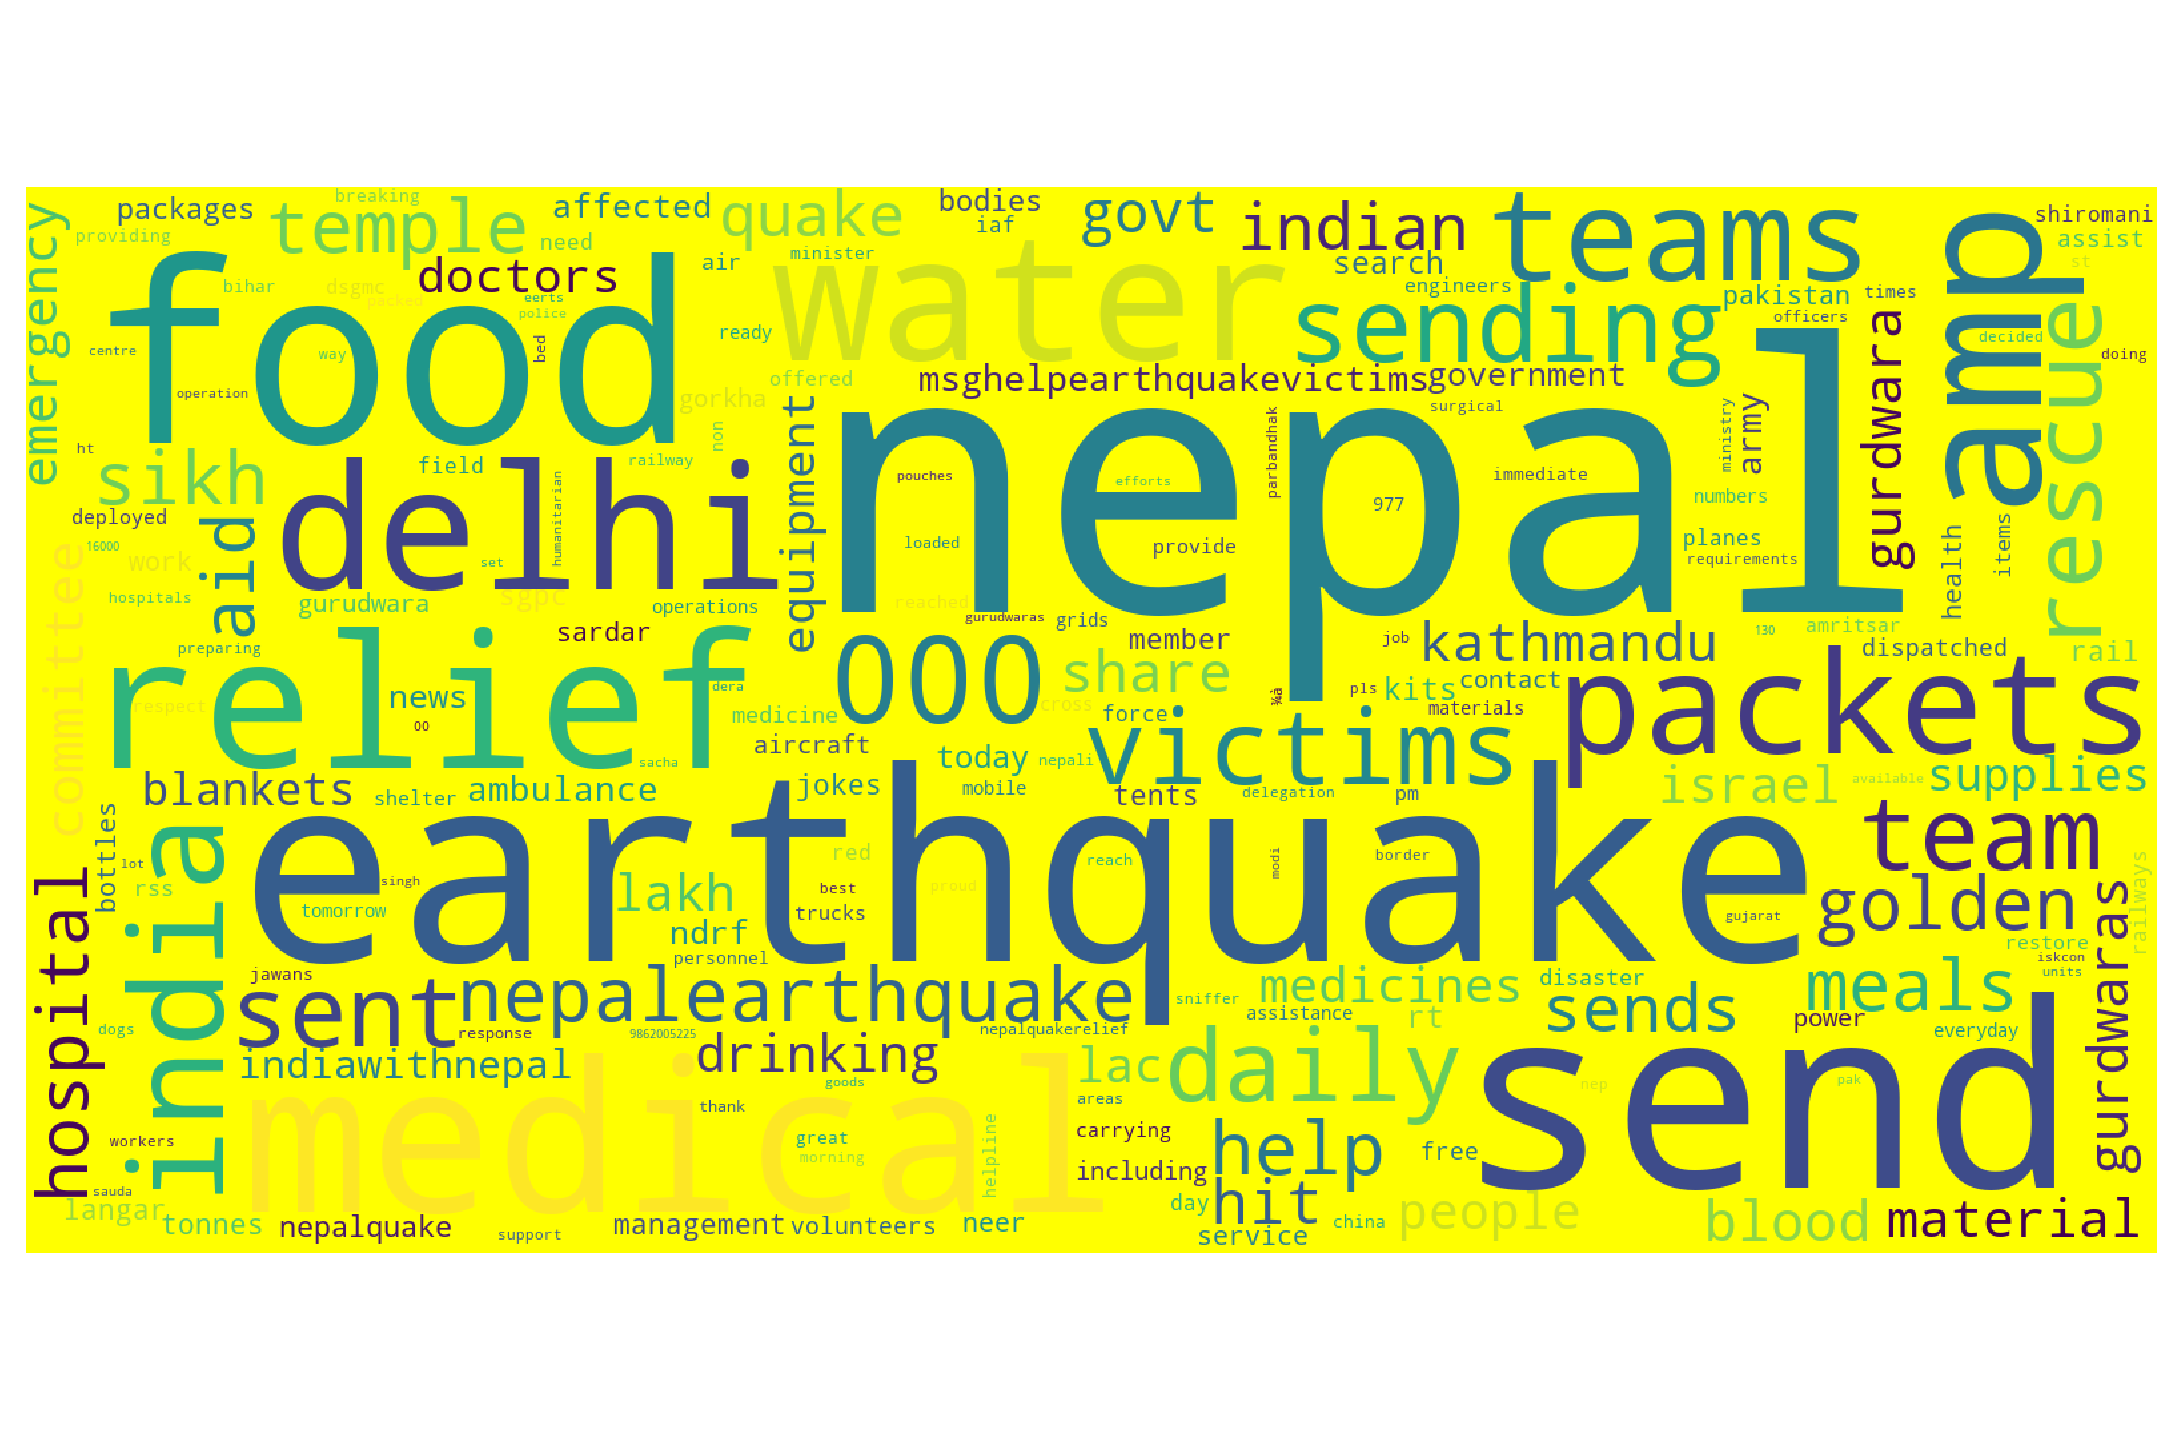 packages
breaking
temple
affected
quake
bodies
iaf
govt
indian
teams
shiromani
assist
st
emergency
providing
need
air
minister
search
engineers
pakistan
times
officers
amp
rescue
decided
doing
food
doctors
bihar
dsgmc
packed
eerts
police
water
sending
centre
way
bed
ready
operation
offered
gorkha
msghelpearthquakevictims
government
gurdwara
ht
sikh
delhi
field
railway
non
equipment
nepal
pouches
efforts
parbandhak
surgical
immediate
977
ministry
army
numbers
deployed
humanitarian
loaded
provide
planes
requirements
health
items
16000
work
aid
set
committee
hospitals
gurudwara
sgpc
operations
reached
gurudwaras
grids
sardar
member
job
kathmandu
130
amritsar
preparing
dispatched
rail
relief
000
share
news
00
dera
respect
medicine
cross
¾à
pls
kits
contact
materials
packets
force
victims
aircraft
sacha
today
nepali
blankets
shelter
ambulance
jokes
mobile
tents
delegation
pm
israel
available
supplies
bottles
india
earthquake
team
lot
rss
singh
red
reach
modi
border
lakh
best
proud
trucks
tomorrow
golden
gujarat
railways
hospital
ndrf
personnel
restore
iskcon
units
jawans
sent
nepalearthquake
sniffer
medicines
disaster
meals
gurdwaras
dogs
response
9862005225
nepalquakerelief
assistance
rt
sends
power
everyday
indiawithnepal
drinking
goods
lac
daily
nep
pak
send
medical
thank
areas
workers
great
morning
helpline
carrying
help
free
sauda
including
langar
tonnes
nepalquake
support
management
volunteers
neer
day
hit
service
china
people
blood
material